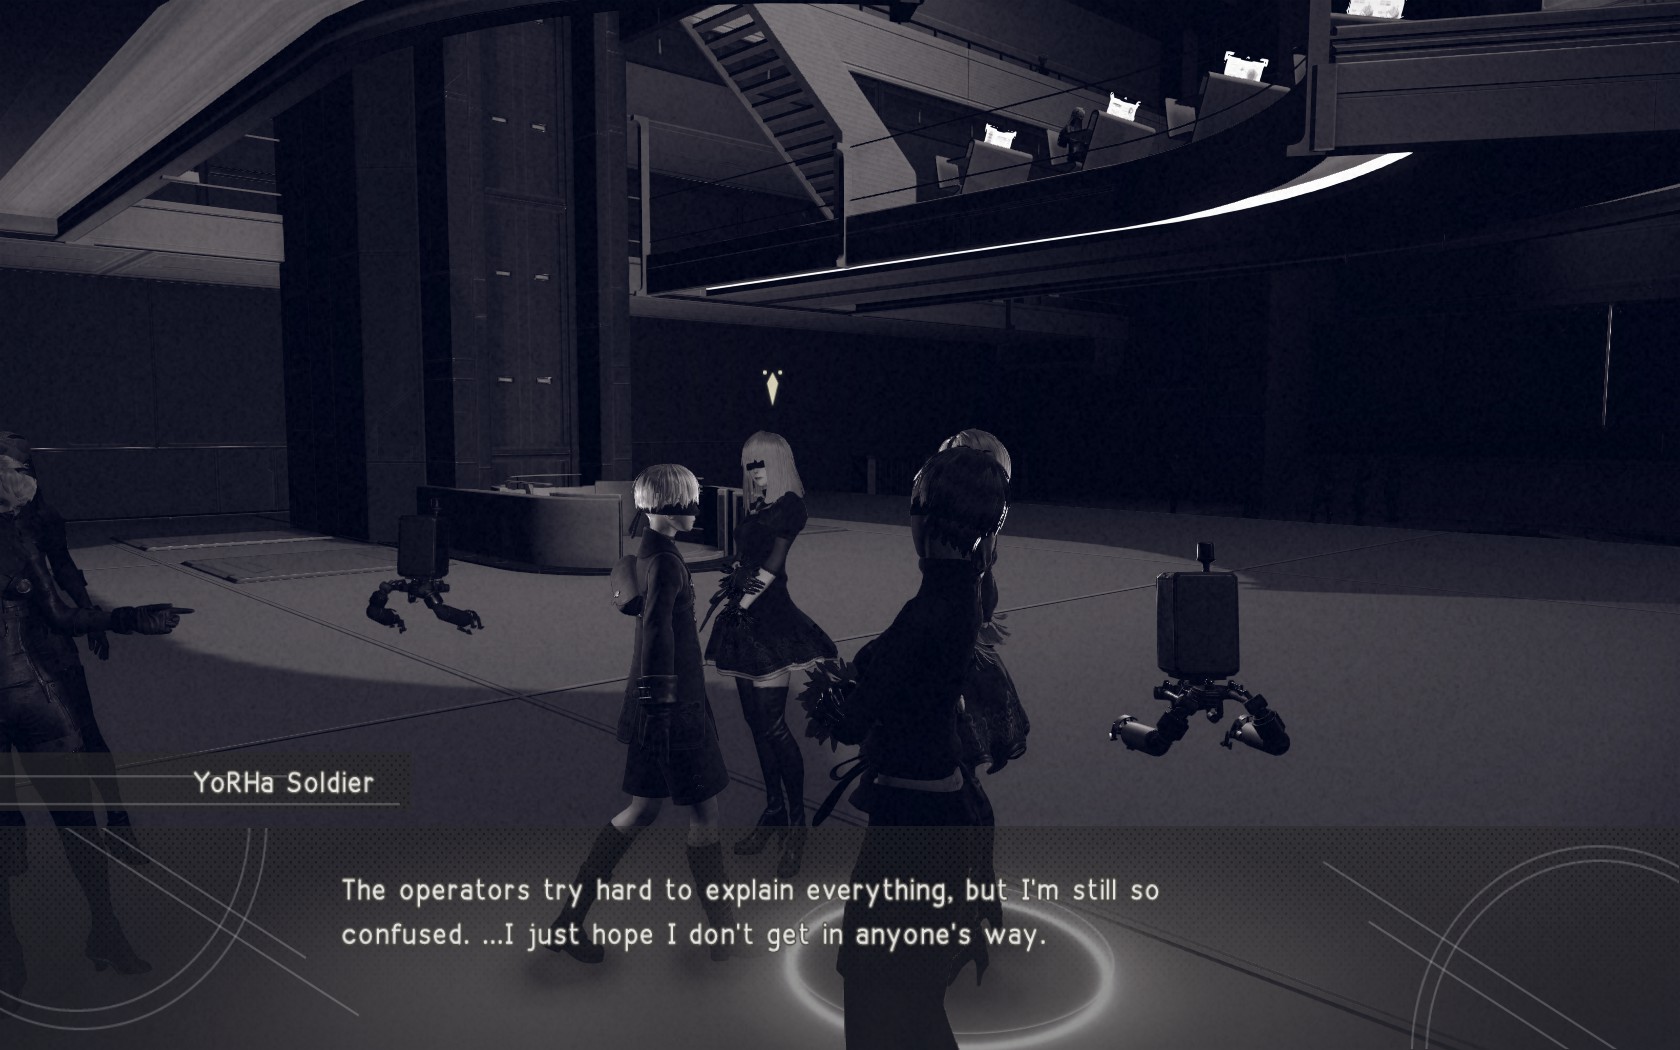 YoRHa Soldier
The operators try hard to explain everything, but I'm still so
confused. ...I just hope I don't get in anyone's way.